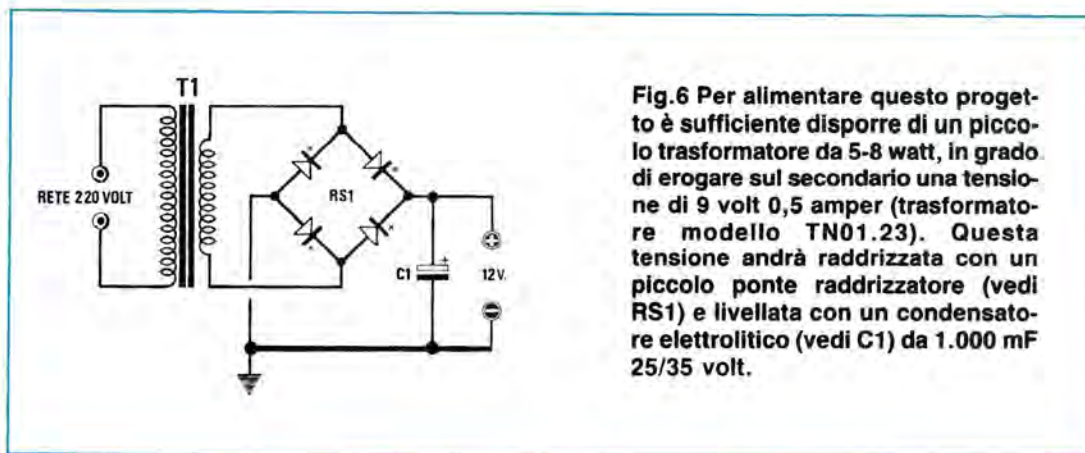 T1
RETE 220 VOLT
RS1
C1
+
12 V.
Fig.6 Per alimentare questo proget-
to è sufficiente disporre di un picco-
lo trasformatore da 5-8 watt, in grado
di erogare sul secondario una tensio-
ne di 9 volt 0,5 amper (trasformato-
re modello TN01.23). Questa
tensione andrà raddrizzata con un
piccolo ponte raddrizzatore (vedi
RS1) e livellata con un condensato-
re elettrolitico (vedi C1) da 1.000 mF
25/35 volt.